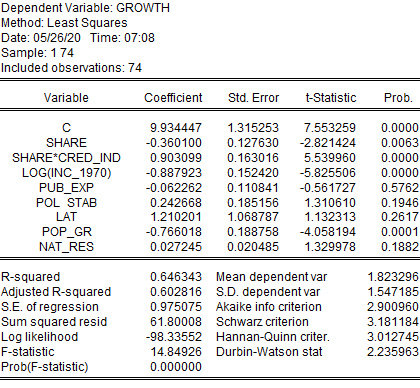 Dependent Variable: GROWTH
Method: Least Squares
Date: 05/26/20 Time: 07:08
Sample: 1 74
Included observations: 74
Variable Coefficient Std. Error t-Statistic Prob.
C 9.934447 1.315253 7.553259 0.0000
SHARE -0.360100 0.127630 -2.821424 0.0063
SHARE*CRED_IND 0.903099 0.163016 5.539960 0.0000
LOG(INC_1970) -0.887923 0.152420 -5.825506 0.0000
PUB_EXP -0.062262 0.110841 -0.561727 0.5762
POL_STAB 0.242668 0.185156 1.310610 0.1946
LAT 1.210201 1.068787 1.132313 0.2617
POP_GR -0.766018 0.188758 -4.058194 0.0001
NAT_RES 0.027245 0.020485 1.329978 0.1882
R-squared 0.646343 Mean dependent var 1.823296
Adjusted R-squared 0.602816 S.D. dependent var 1.547185
S.E. of regression 0.975075 Akaike info criterion 2.900960
Sum squared resid 61.80008 Schwarz criterion 3.181184
Log likelihood -98.33552 Hannan-Quinn criter. 3.012745
F-statistic 14.84926 Durbin-Watson stat 2.235963
Prob(F-statistic) 0.000000